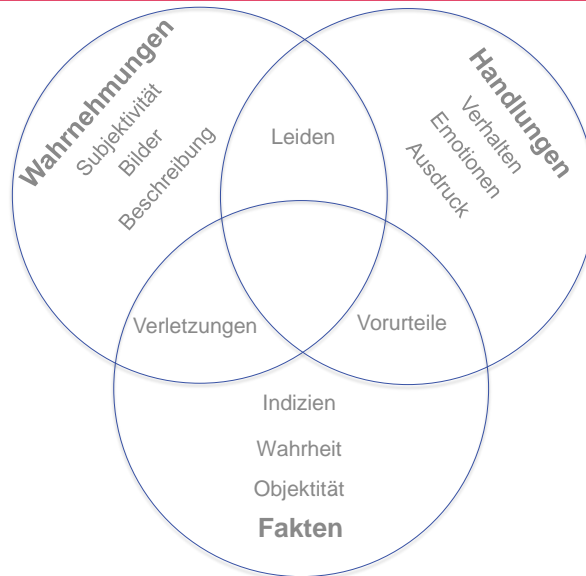 Wahrnehmungen
Subjektivität
Bilder
Beschreibung
Leiden
Handlungen
Verhalten
Emotionen
Ausdruck
Verletzungen
Vorurteile
Indizien
Wahrheit
Objektität
Fakten